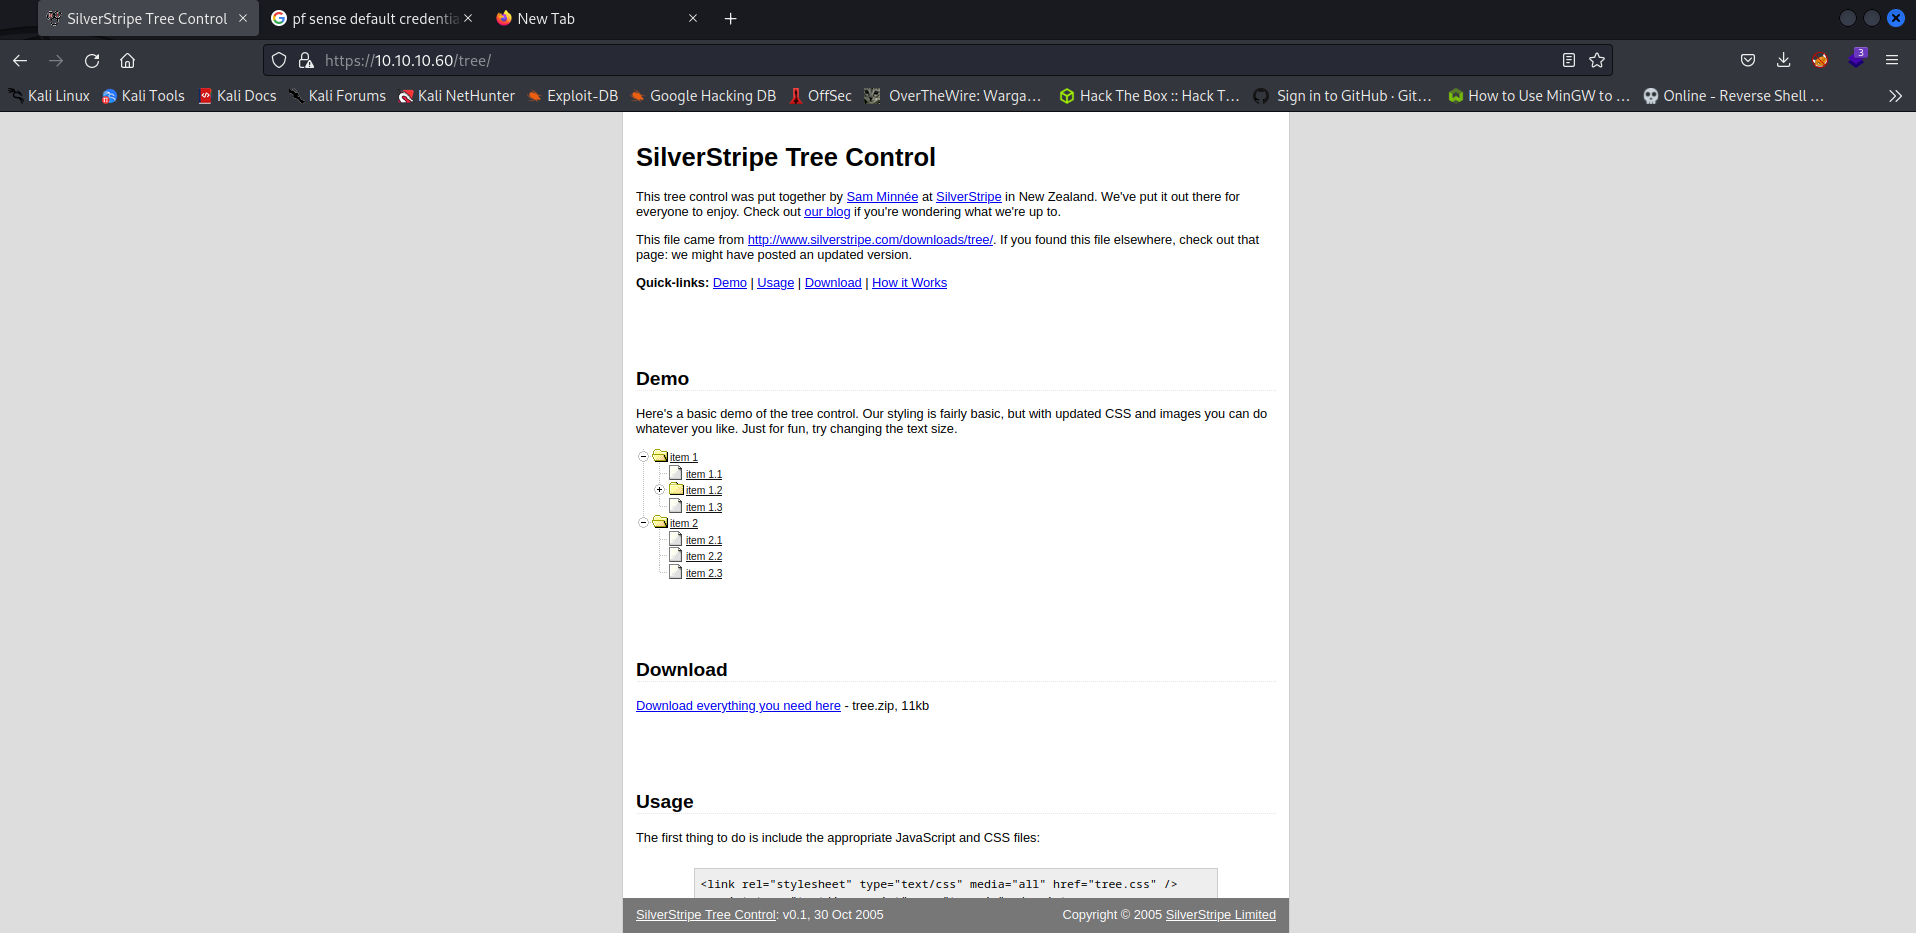 SilverStripe Tree Control
pf sense default credentia
New Tab
https://10.10.10.60/tree/
3
Kali Linux Kali Tools Kali Docs Kali Forums Kali NetHunter Exploit-DB Google Hacking DB OffSec OverTheWire: Warga… Hack The Box :: Hack T… Sign in to GitHub · Git… How to Use MinGW to … Online - Reverse Shell …
SilverStripe Tree Control
This tree control was put together by Sam Minnée at SilverStripe in New Zealand. We've put it out there for
everyone to enjoy. Check out our blog if you're wondering what we're up to.
This file came from http://www.silverstripe.com/downloads/tree/. If you found this file elsewhere, check out that
page: we might have posted an updated version.
Quick-links: Demo | Usage | Download | How it Works
Demo
Here's a basic demo of the tree control. Our styling is fairly basic, but with updated CSS and images you can do
whatever you like. Just for fun, try changing the text size.
item 1
item 1.1
item 1.2
item 1.3
item 2
item 2.1
item 2.2
item 2.3
Download
Download everything you need here - tree.zip, 11kb
Usage
The first thing to do is include the appropriate JavaScript and CSS files:
<link rel="stylesheet" type="text/css" media="all" href="tree.css" />
SilverStripe Tree Control: v0.1, 30 Oct 2005
Copyright © 2005 SilverStripe Limited